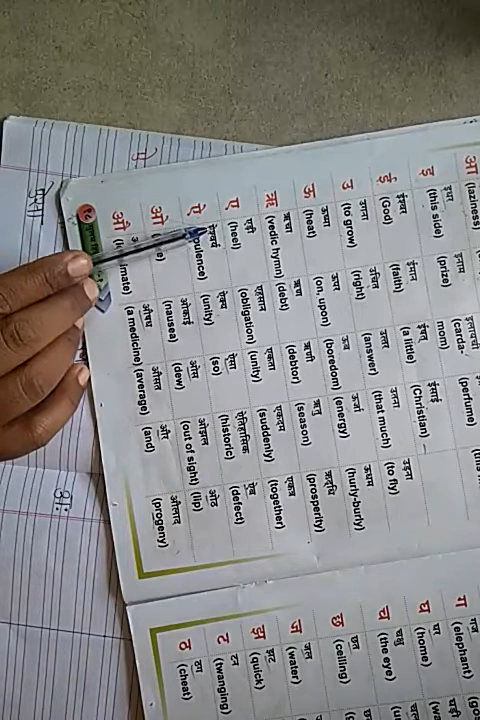 आ (laziness)
इ इधर इनाम इलायची
(this side) (prize) (carda- (perfume)
mom)
ई ईश्वर ईमान ईषत् ईसाई
(God) (faith) (a little) (Christian)
उ उगना उचित उत्तर उतना उड़ना
(to grow) (right) (answer) (that much) (to fly)
ऊ ऊष्मा ऊपर ऊब ऊर्जा ऊधम
(heat) (on, upon) (boredom) (energy) (hurly-burly)
ऋ ऋचा ऋण ऋणी ऋतु ऋद्धि
(vedic hymn) (debt) (debtor) (season) (prosperity)
ए एड़ी एहसान एकता एकदम एकत्र
(heel) (obligation) (unity) (suddenly) (together)
ऐ ऐश्वर्य ऐक्य ऐसा ऐतिहासिक ऐब
(unity) (so) (historic) (defect)
ओ ओकाई ओस ओझल ओठ
(nausea) (dew) (out of sight) (lip)
औ औषध औसत और औलाद
(a medicine) (average) (and) (progeny)
ग गज
(elephant)
घ घर
(home)
च चक्षु
(the eye)
छ छत
(ceiling)
ज जल
(water)
झ झट
(quick)
ट टन
(twanging)
ठ ठग
(cheat)
अः